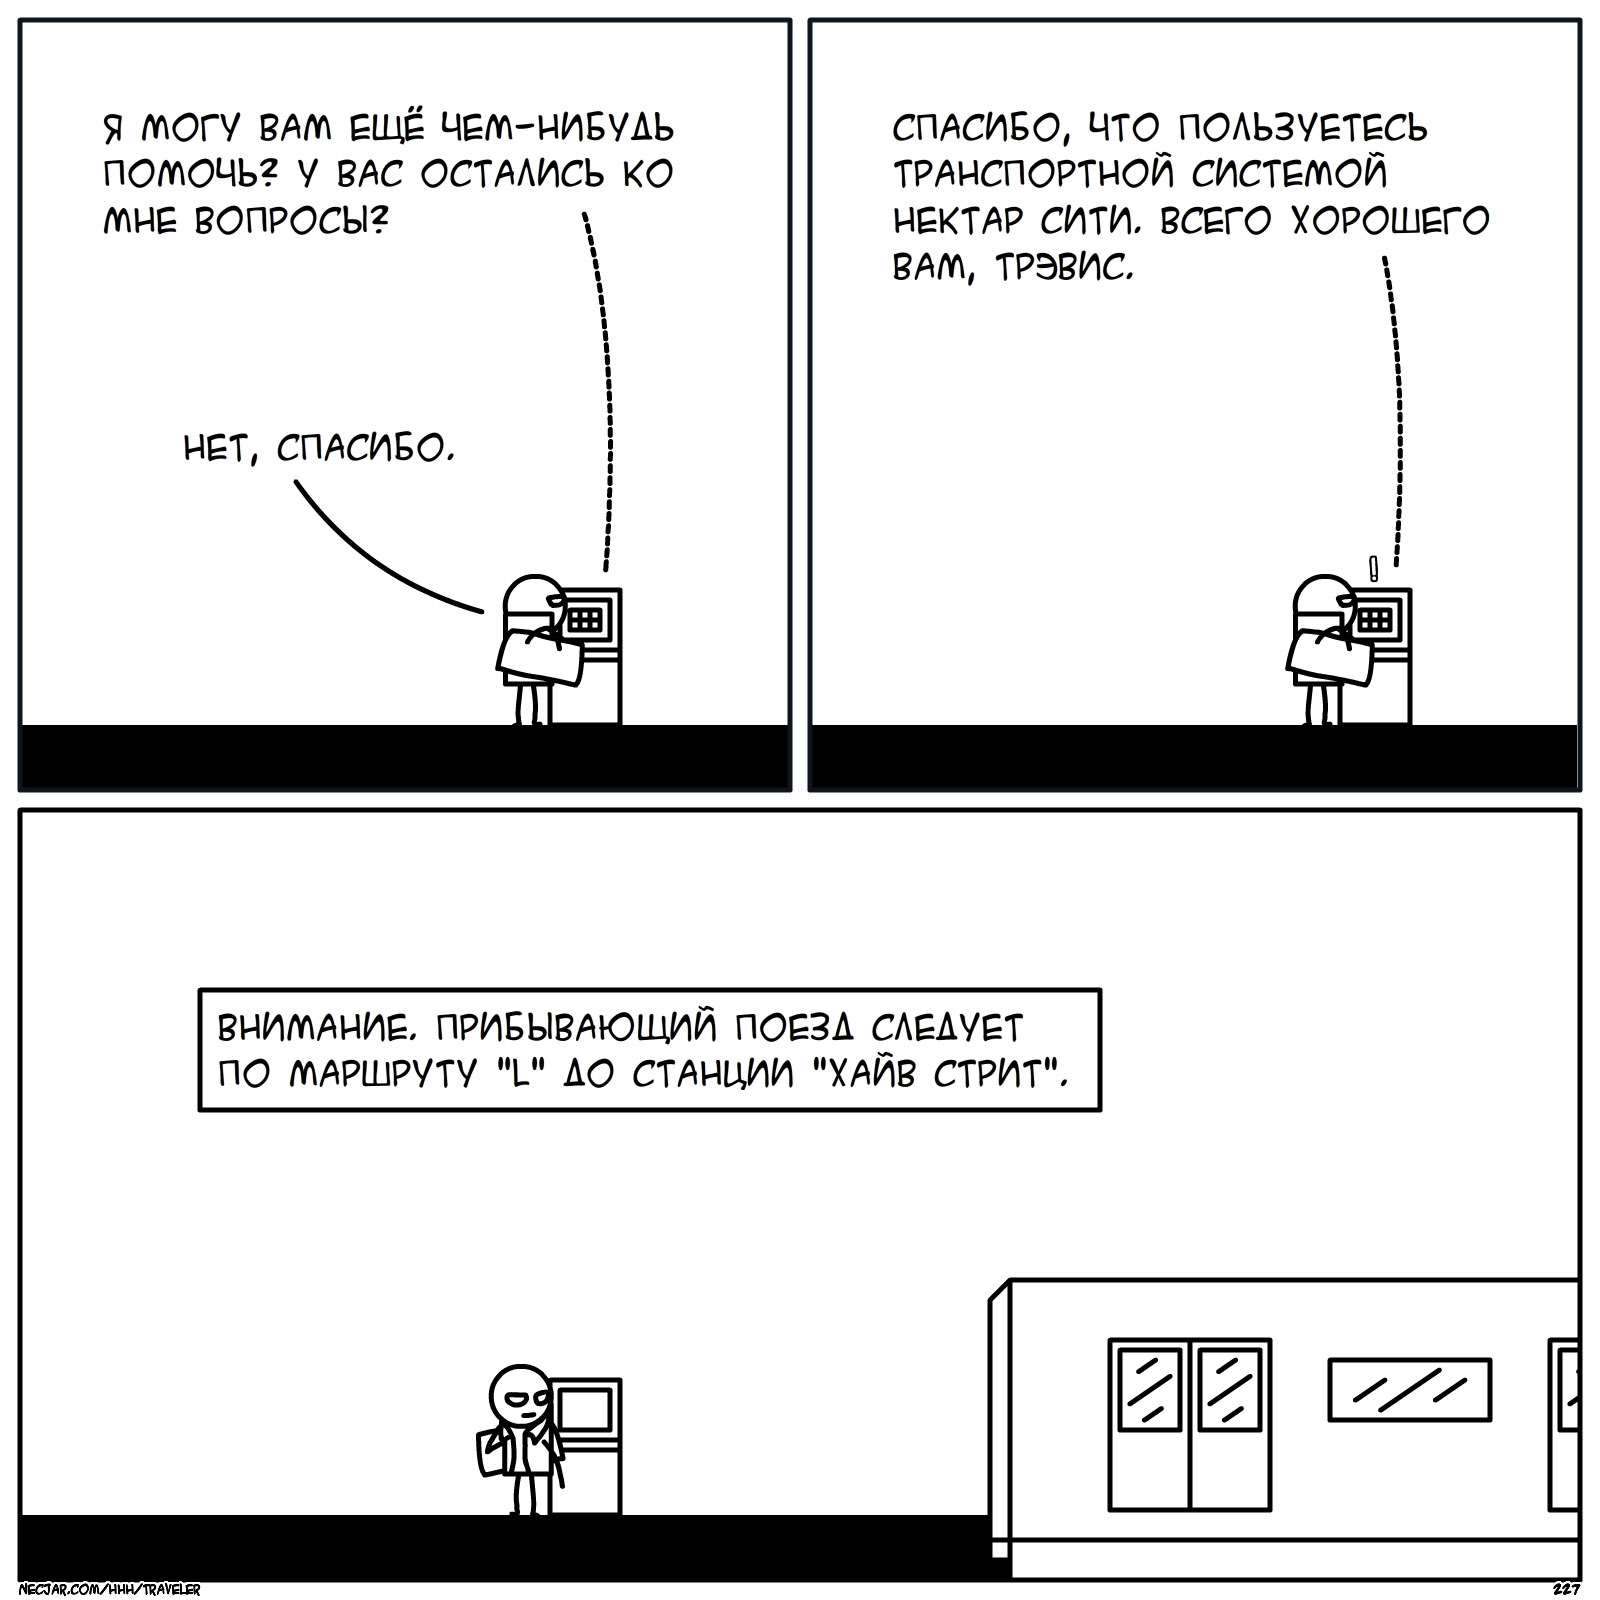 Я МОГУ ВАМ ЕЩЁ ЧЕМ-НИБУДЬ
ПОМОЧЬ? У ВАС ОСТАЛИСЬ КО
МНЕ ВОПРОСЫ?
НЕТ, СПАСИБО.
СПАСИБО, ЧТО ПОЛЬЗУЕТЕСЬ
ТРАНСПОРТНОЙ СИСТЕМОЙ
НЕКТАР СИТИ. ВСЕГО ХОРОШЕГО
ВАМ, ТРЭВИС.
!
ВНИМАНИЕ. ПРИБЫВАЮЩИЙ ПОЕЗД СЛЕДУЕТ
ПО МАРШРУТУ "L" ДО СТАНЦИИ "ХАЙВ СТРИТ".
NECJAR.COM/HHH/TRAVELER
227